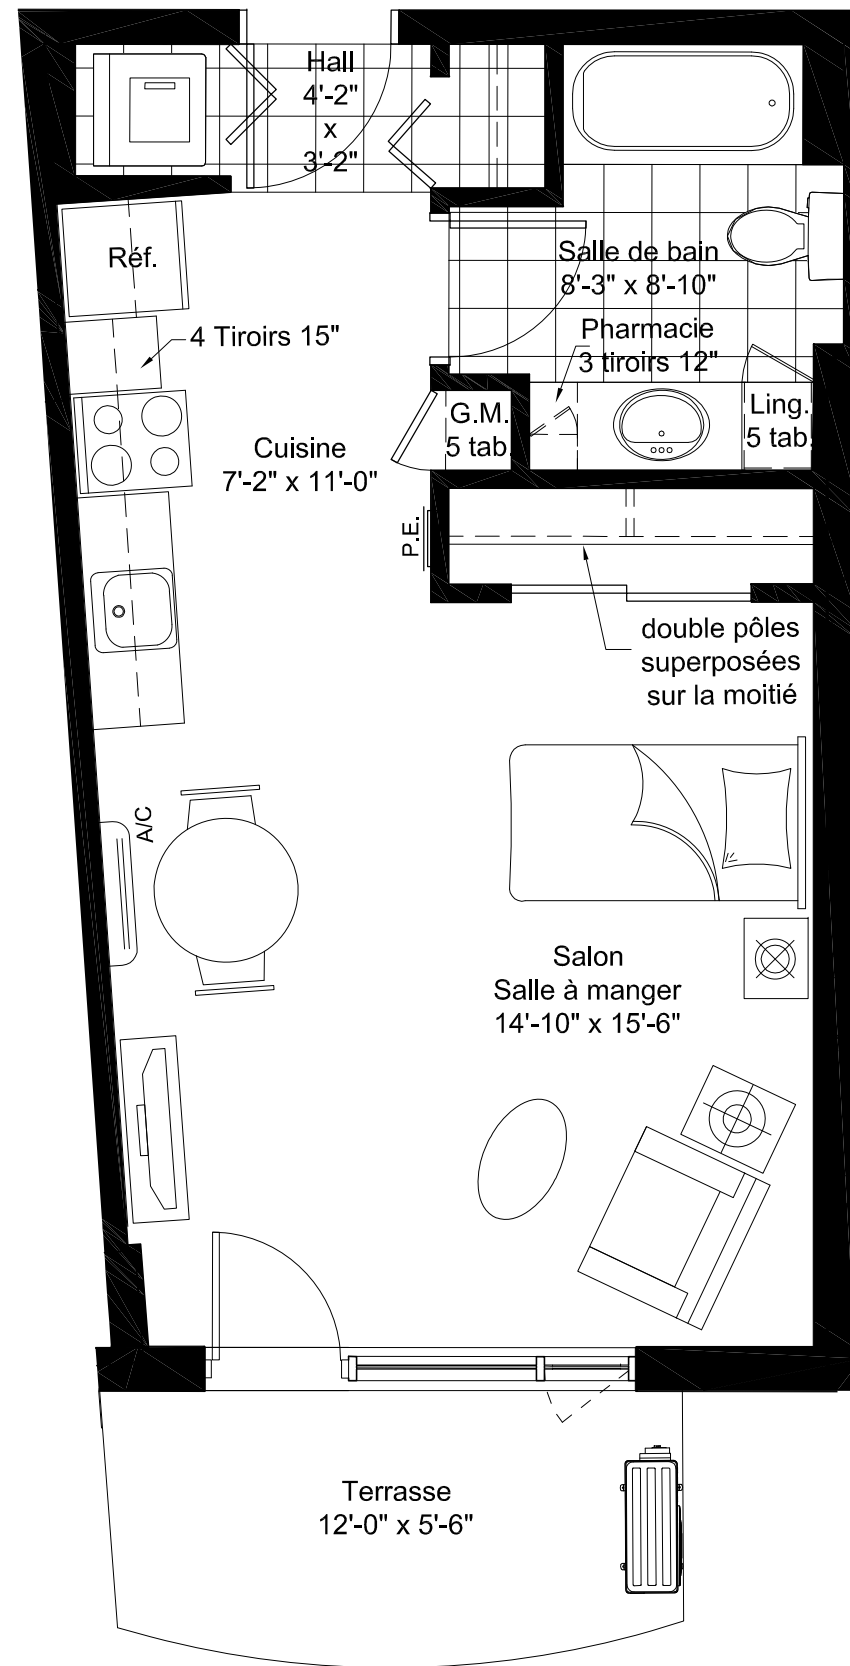 Hall
4'-2"
x
3'-2"
Réf.
Salle de bain
8'-3" x 8'-10"
4 Tiroirs 15"
Pharmacie
3 tiroirs 12"
G.M.
5 tab.
Ling.
5 tab.
Cuisine
7'-2" x 11'-0"
P.E.
double pôles
superposées
sur la moitié
A/C
Salon
Salle à manger
14'-10" x 15'-6"
Terrasse
12'-0" x 5'-6"